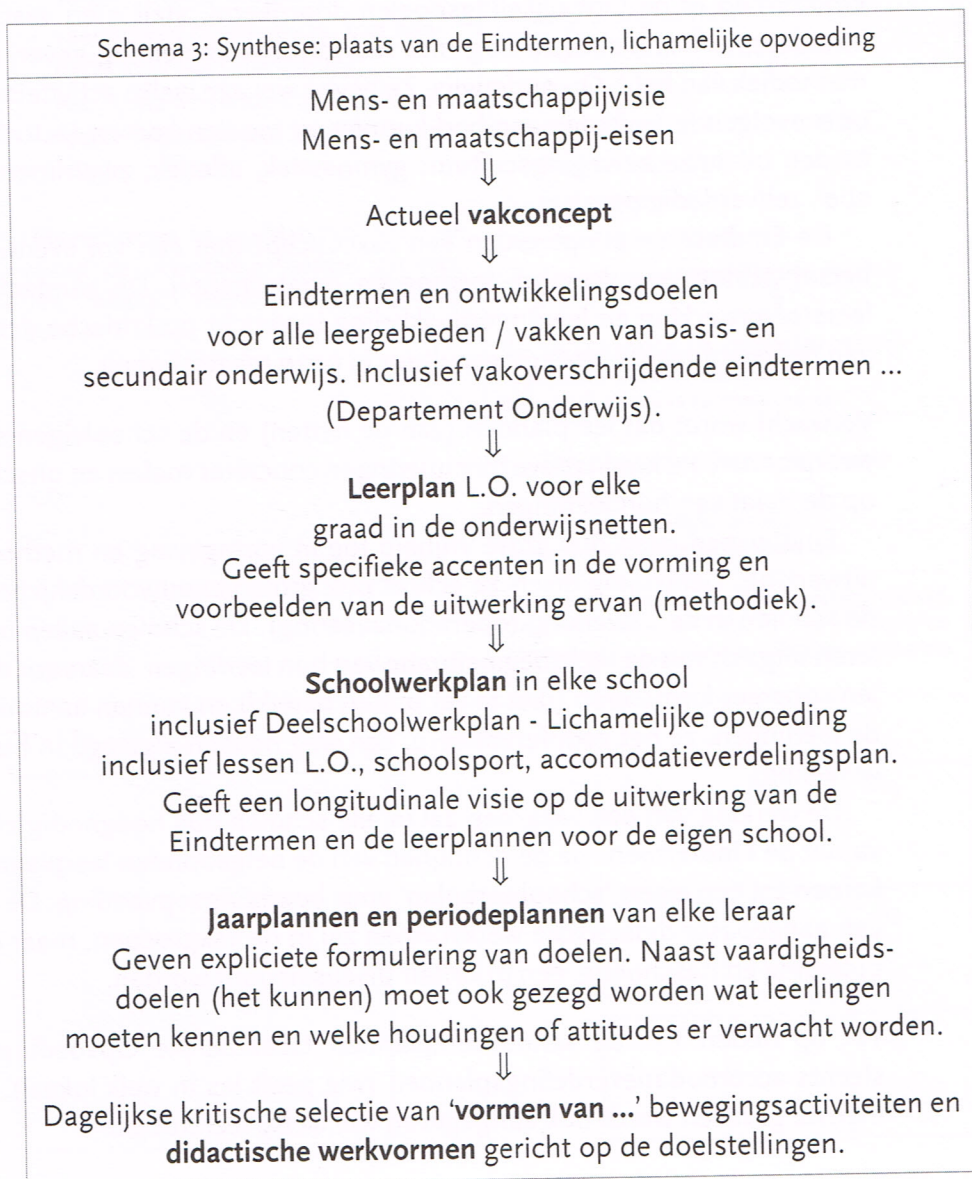 Schema 3: Synthese: plaats van de Eindtermen, lichamelijke opvoeding
Mens- en maatschappijvisie
Mens- en maatschappij-eisen
⇓
Actueel vakconcept
⇓
Eindtermen en ontwikkelingsdoelen
voor alle leergebieden / vakken van basis- en
secundair onderwijs. Inclusief vakoverschrijdende eindtermen ...
(Departement Onderwijs).
⇓
Leerplan L.O. voor elke
graad in de onderwijsnetten.
Geeft specifieke accenten in de vorming en
voorbeelden van de uitwerking ervan (methodiek).
⇓
Schoolwerkplan in elke school
inclusief Deelschoolwerkplan - Lichamelijke opvoeding
inclusief lessen L.O., schoolsport, accomodatieverdelingsplan.
Geeft een longitudinale visie op de uitwerking van de
Eindtermen en de leerplannen voor de eigen school.
⇓
Jaarplannen en periodeplannen van elke leraar
Geven expliciete formulering van doelen. Naast vaardigheids-
doelen (het kunnen) moet ook gezegd worden wat leerlingen
moeten kennen en welke houdingen of attitudes er verwacht worden.
⇓
Dagelijkse kritische selectie van ‘vormen van ...’ bewegingsactiviteiten en
didactische werkvormen gericht op de doelstellingen.